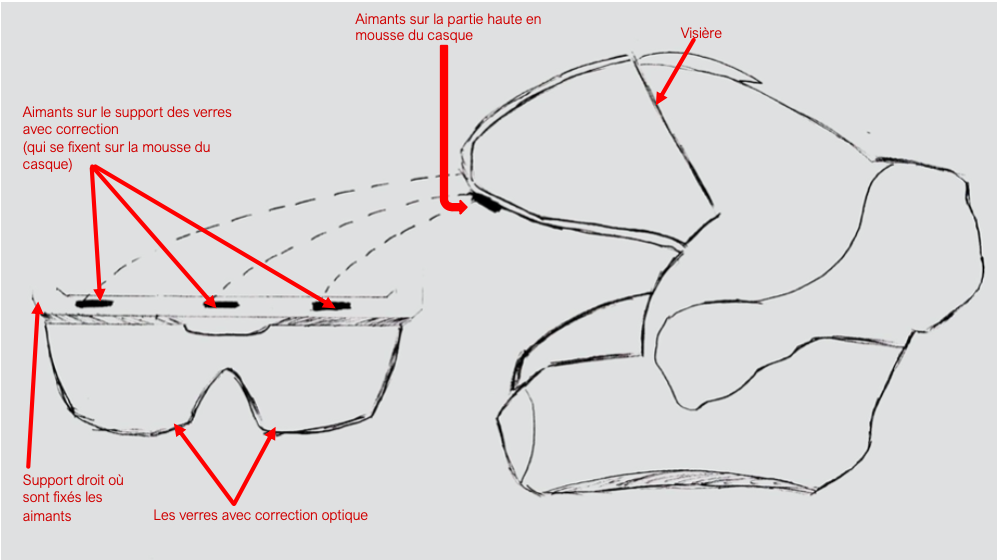 Aimants sur la partie haute en
mousse du casque
Visière
Aimants sur le support des verres
avec correction
(qui se fixent sur la mousse du
casque)
Support droit où
sont fixés les
aimants
Les verres avec correction optique